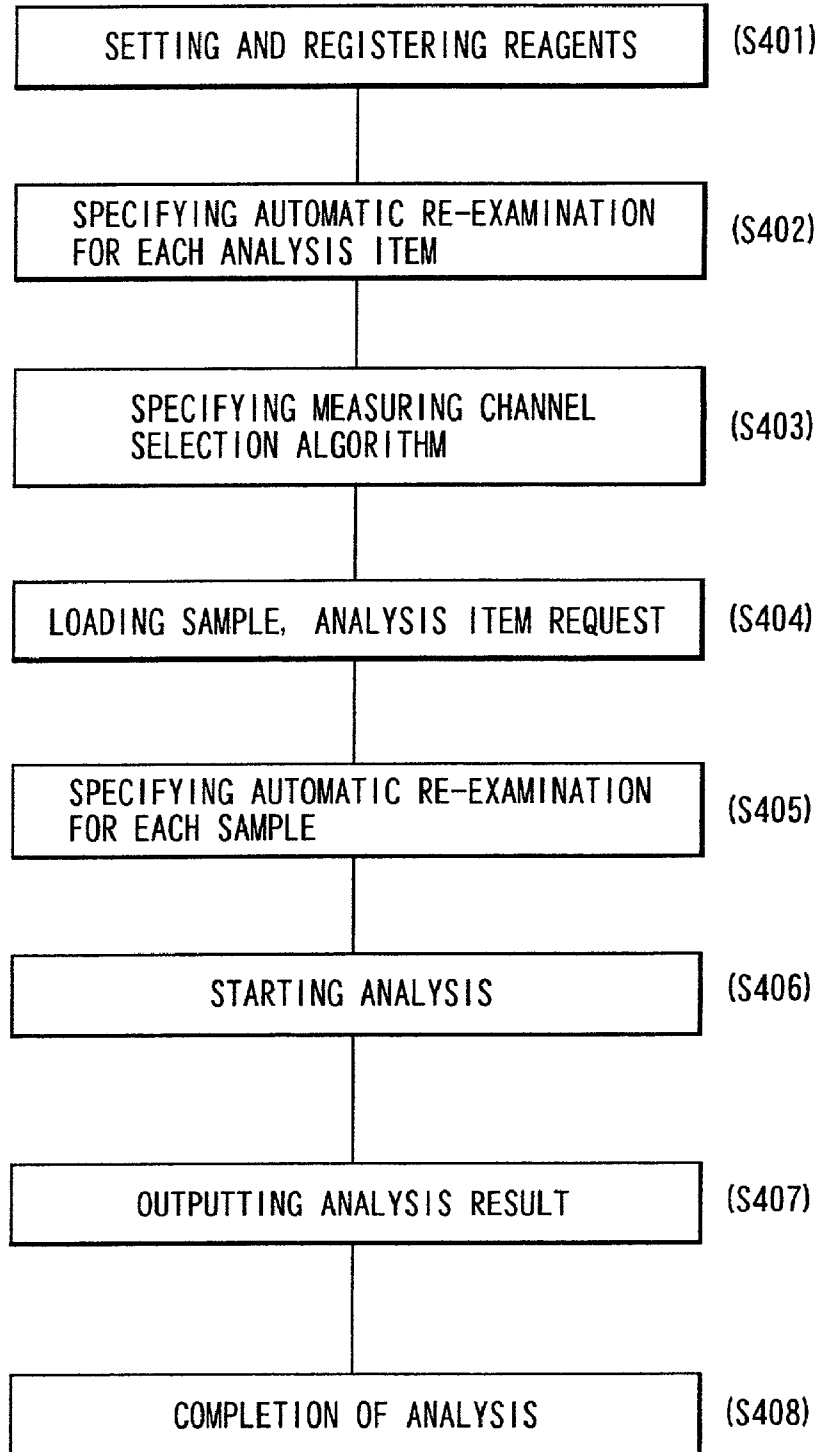 SETTING AND REGISTERING REAGENTS (S401)
SPECIFYING AUTOMATIC RE-EXAMINATION
FOR EACH ANALYSIS ITEM (S402)
SPECIFYING MEASURING CHANNEL
SELECTION ALGORITHM (S403)
LOADING SAMPLE, ANALYSIS ITEM REQUEST (S404)
SPECIFYING AUTOMATIC RE-EXAMINATION
FOR EACH SAMPLE (S405)
STARTING ANALYSIS (S406)
OUTPUTTING ANALYSIS RESULT (S407)
COMPLETION OF ANALYSIS (S408)